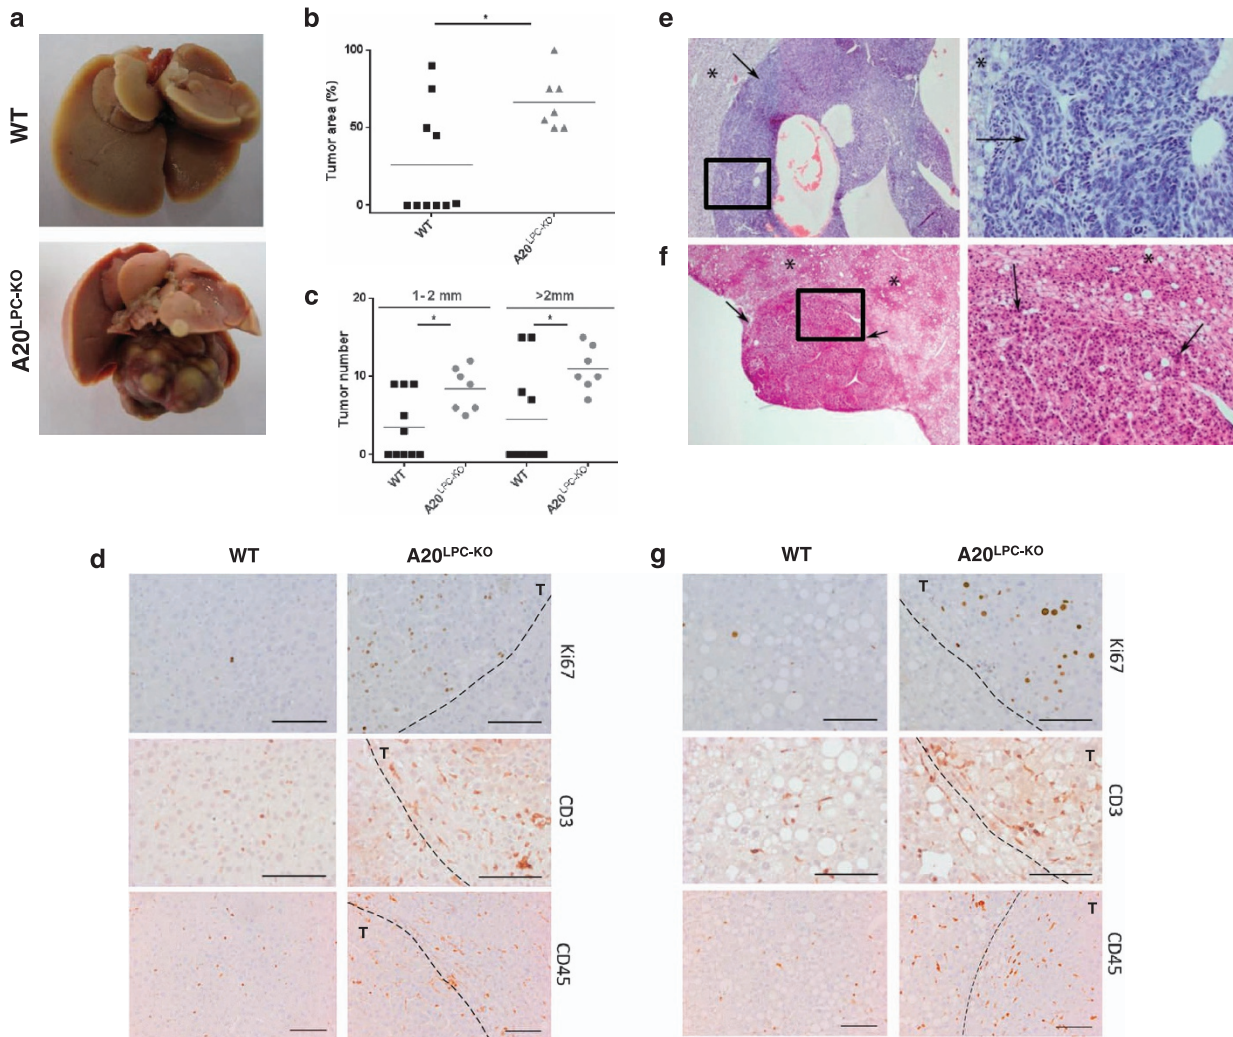 a
WT
A20LPC-KO
b
*
Tumor area (%)
100
50
0
WT
A20LPC-KO
c
1-2 mm
>2mm
*
*
Tumor number
20
10
0
WT
A20LPC-KO
WT
A20LPC-KO
e
*
*
f
*
*
*
d
WT
A20LPC-KO
T
Ki67
T
CD3
T
CD45
g
WT
A20LPC-KO
T
Ki67
T
CD3
T
CD45